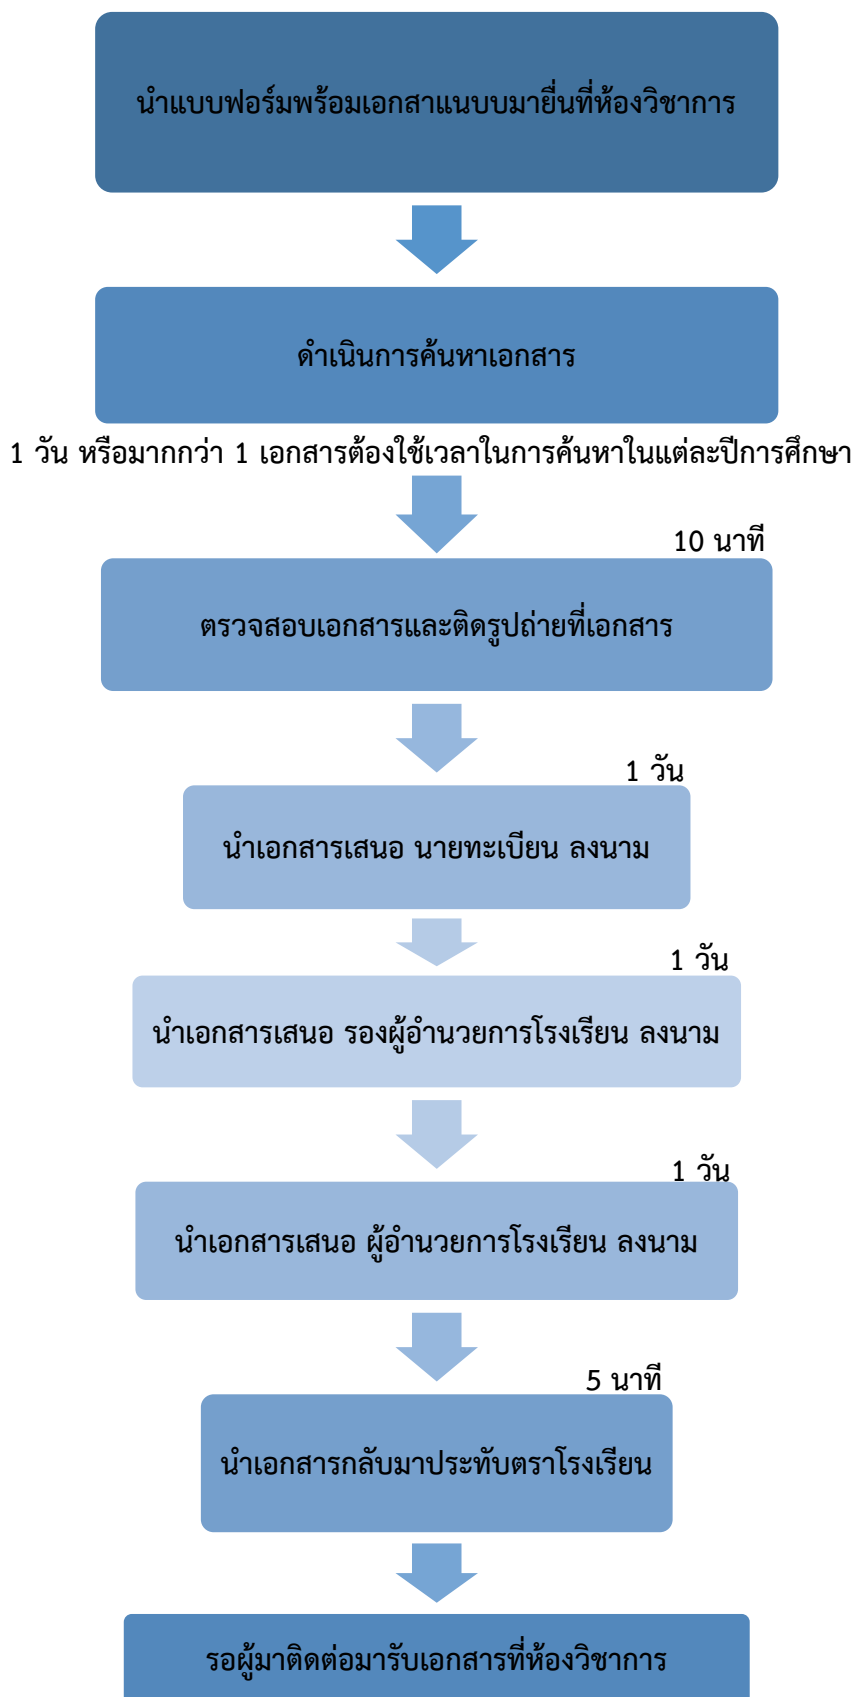 นำแบบฟอร์มพร้อมเอกสาแนบบมายื่นที่ห้องวิชาการ
ดำเนินการค้นหาเอกสาร
1 วัน หรือมากกว่า 1 เอกสารต้องใช้เวลาในการค้นหาในแต่ละปีการศึกษา
10 นาที
ตรวจสอบเอกสารและติดรูปถ่ายที่เอกสาร
1 วัน
นำเอกสารเสนอ นายทะเบียน ลงนาม
1 วัน
นำเอกสารเสนอ รองผู้อำนวยการโรงเรียน ลงนาม
1 วัน
นำเอกสารเสนอ ผู้อำนวยการโรงเรียน ลงนาม
5 นาที
นำเอกสารกลับมาประทับตราโรงเรียน
รอผู้มาติดต่อมารับเอกสารที่ห้องวิชาการ